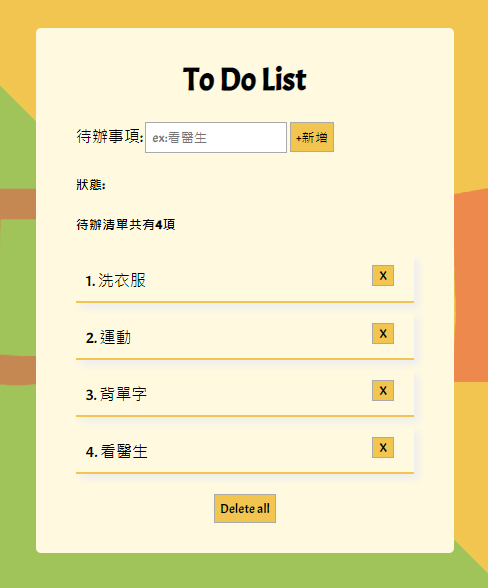 To Do List
待辦事項: ex:看醫生 +新增
狀態:
待辦清單共有4項
1. 洗衣服 X
2. 運動 X
3. 背單字 X
4. 看醫生 X
Delete all